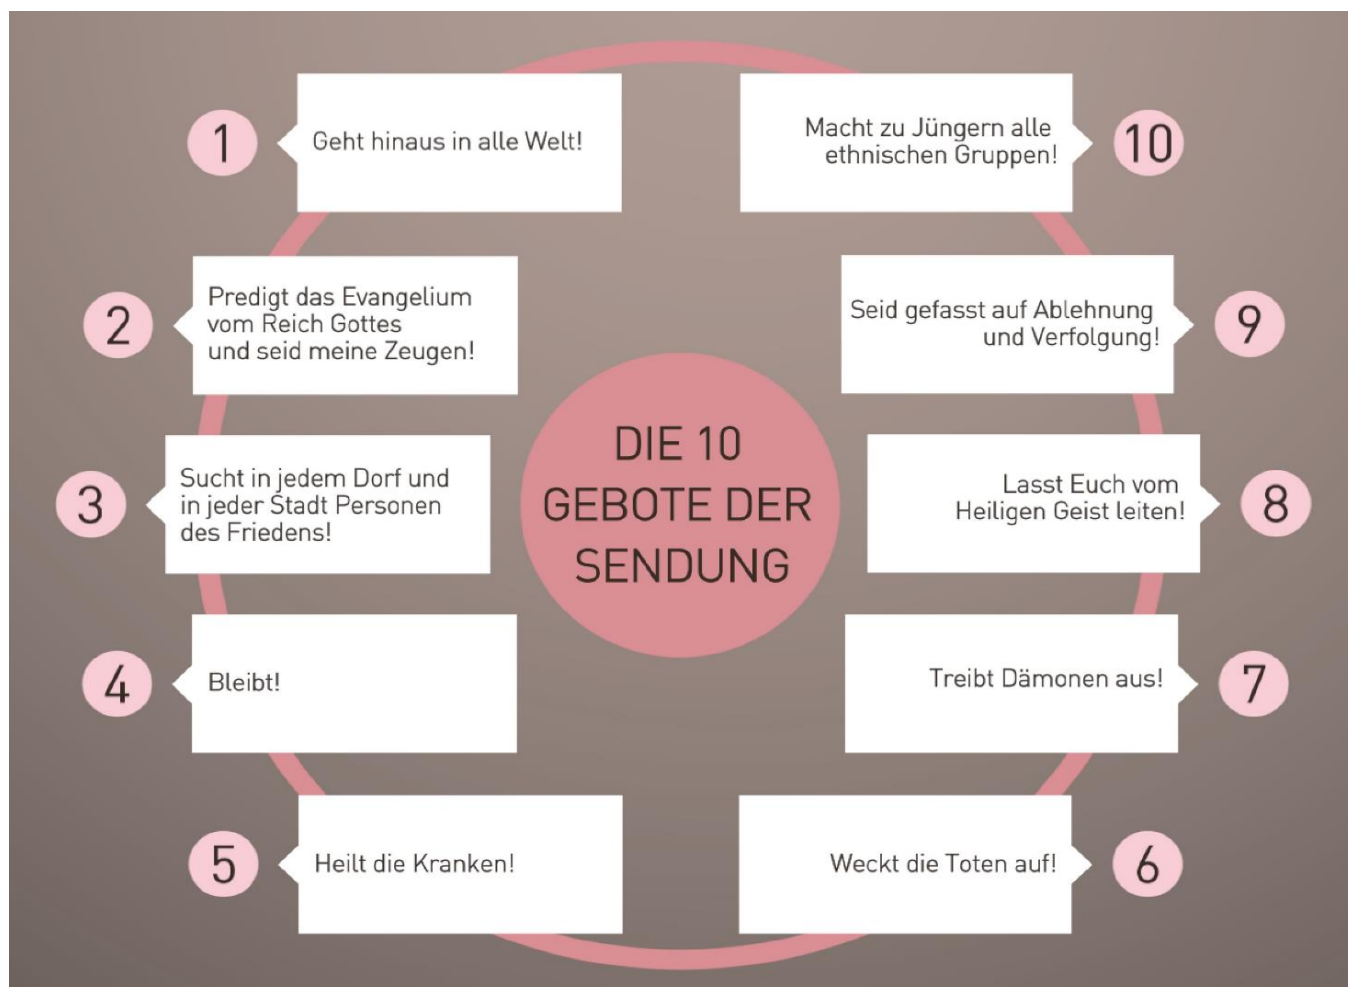 DIE 10
GEBOTE DER
SENDUNG
1
Geht hinaus in alle Welt!
2
Predigt das Evangelium
vom Reich Gottes
und seid meine Zeugen!
3
Sucht in jedem Dorf und
in jeder Stadt Personen
des Friedens!
4
Bleibt!
5
Heilt die Kranken!
6
Weckt die Toten auf!
7
Treibt Dämonen aus!
8
Lasst Euch vom
Heiligen Geist leiten!
9
Seid gefasst auf Ablehnung
und Verfolgung!
10
Macht zu Jüngern alle
ethnischen Gruppen!